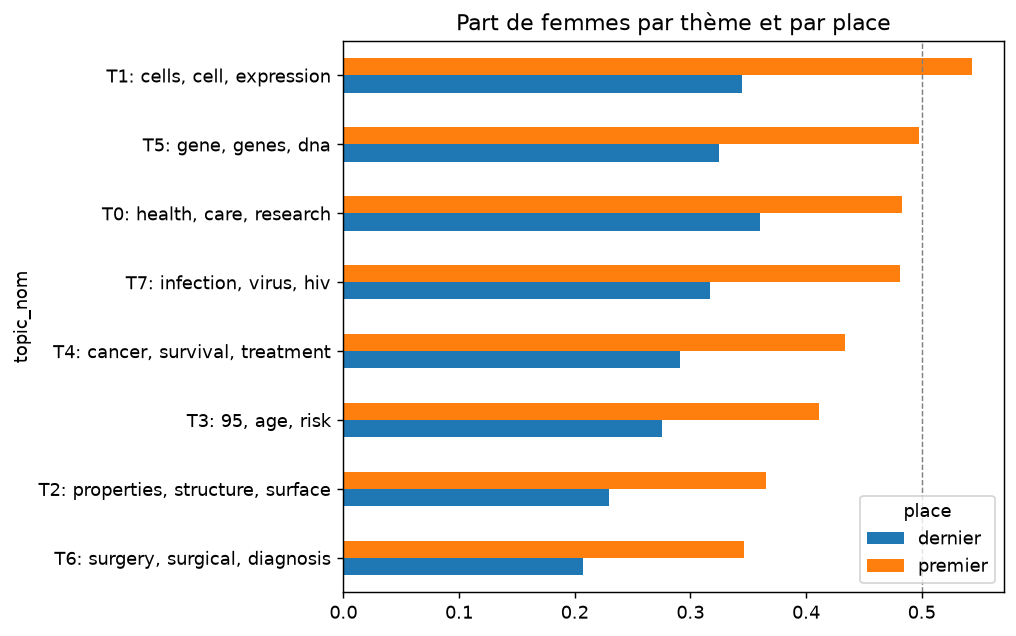 Part de femmes par thème et par place
topic_nom
T1: cells, cell, expression
T5: gene, genes, dna
T0: health, care, research
T7: infection, virus, hiv
T4: cancer, survival, treatment
T3: 95, age, risk
T2: properties, structure, surface
T6: surgery, surgical, diagnosis
place
dernier
premier
0.0 0.1 0.2 0.3 0.4 0.5